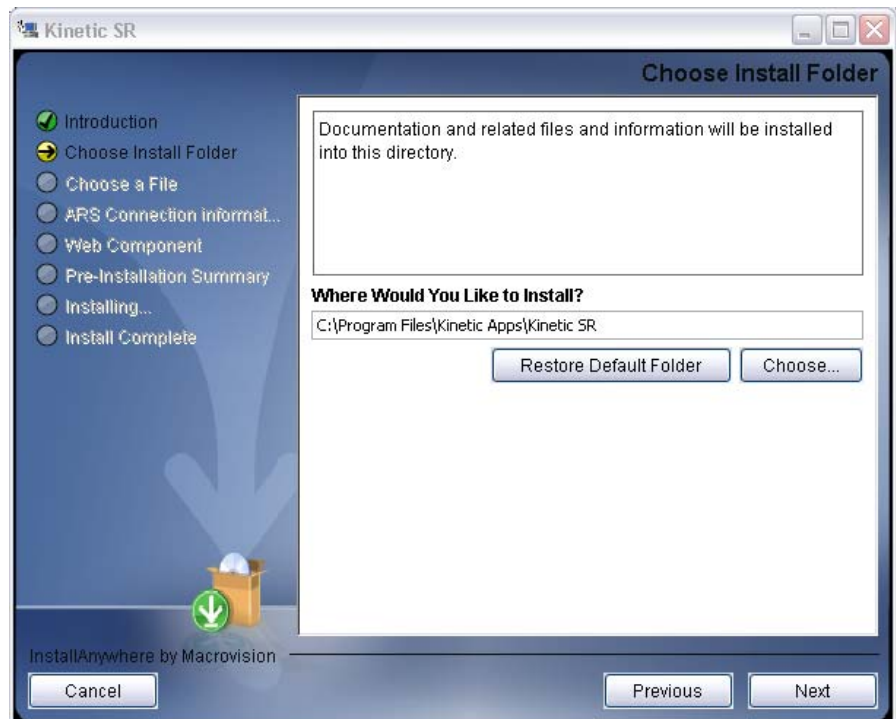 Kinetic SR
Choose Install Folder
Introduction
Choose Install Folder
Choose a File
ARS Connection informat...
Web Component
Pre-Installation Summary
Installing...
Install Complete
Documentation and related files and information will be installed
into this directory.
Where Would You Like to Install?
C:\Program Files\Kinetic Apps\Kinetic SR
Restore Default Folder
Choose...
InstallAnywhere by Macrovision
Cancel
Previous
Next